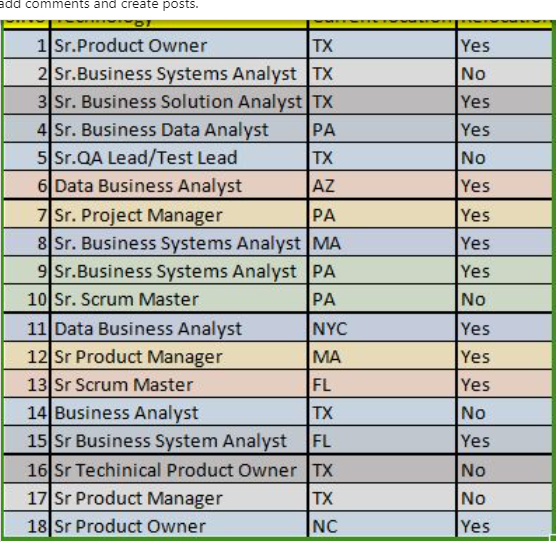 add comments and create posts.
Technology Current location Relocation
1 Sr.Product Owner TX Yes
2 Sr.Business Systems Analyst TX No
3 Sr. Business Solution Analyst TX Yes
4 Sr. Business Data Analyst PA Yes
5 Sr.QA Lead/Test Lead TX No
6 Data Business Analyst AZ Yes
7 Sr. Project Manager PA Yes
8 Sr. Business Systems Analyst MA Yes
9 Sr.Business Systems Analyst PA Yes
10 Sr. Scrum Master PA No
11 Data Business Analyst NYC Yes
12 Sr Product Manager MA Yes
13 Sr Scrum Master FL Yes
14 Business Analyst TX No
15 Sr Business System Analyst FL Yes
16 Sr Techinical Product Owner TX No
17 Sr Product Manager TX No
18 Sr Product Owner NC Yes